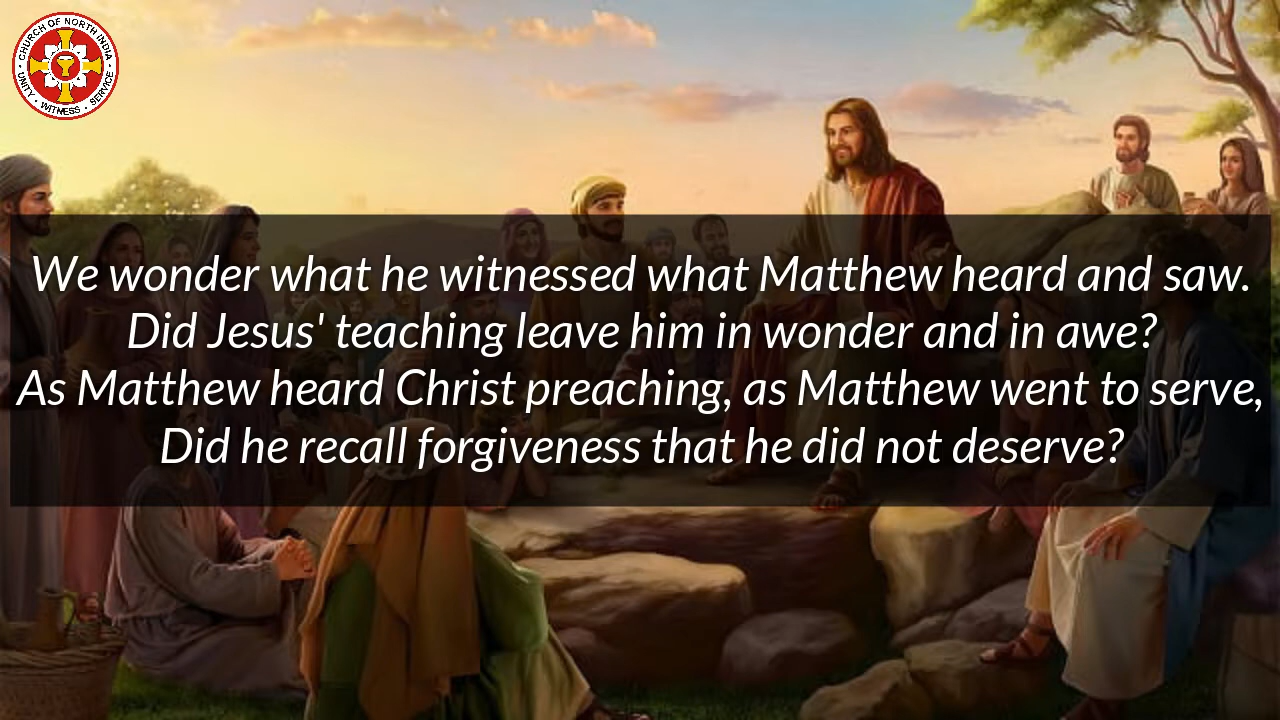 CHURCH OF NORTH INDIA
UNITY · WITNESS · SERVICE
We wonder what he witnessed what Matthew heard and saw.
Did Jesus' teaching leave him in wonder and in awe?
As Matthew heard Christ preaching, as Matthew went to serve,
Did he recall forgiveness that he did not deserve?